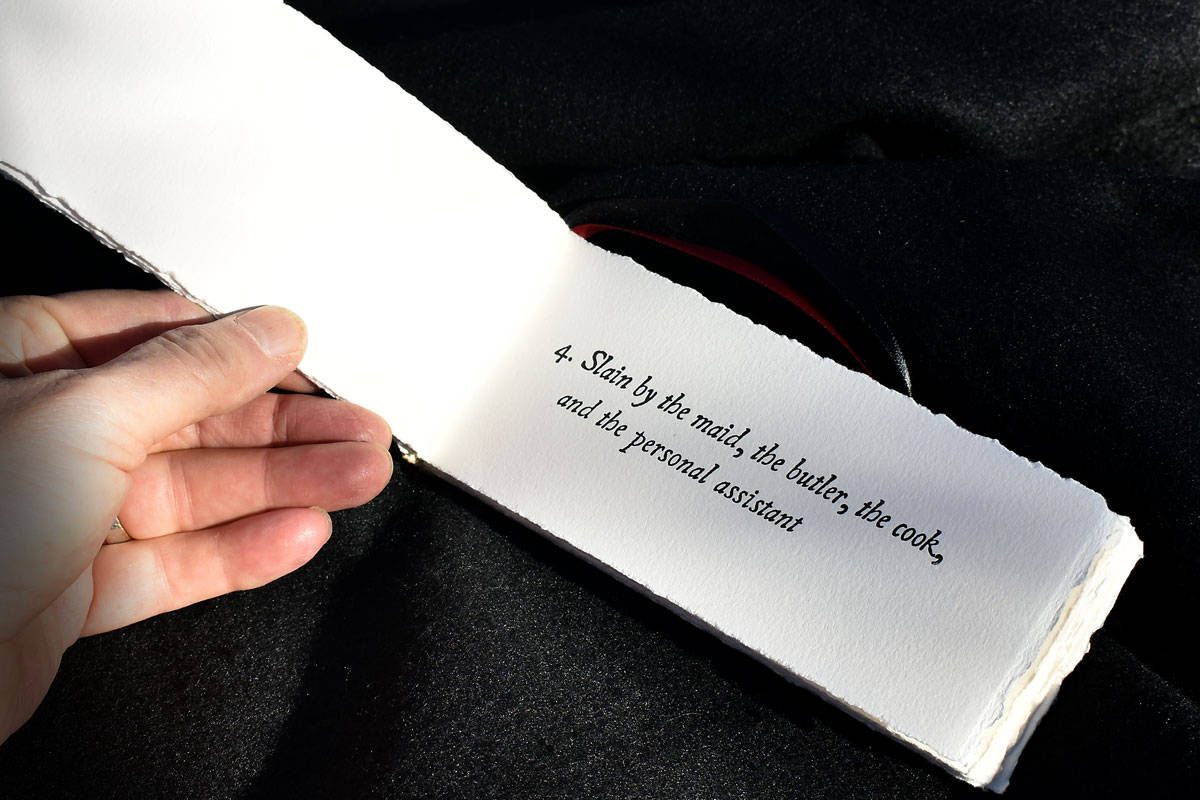 4. Slain by the maid, the butler, the cook,
and the personal assistant